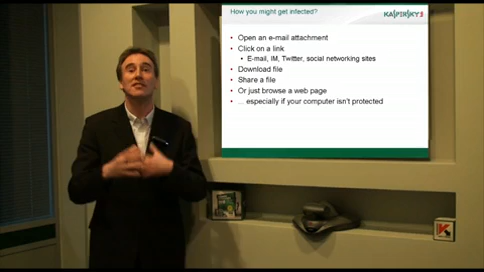 How you might get infected?
KASPERSKY
Open an e-mail attachment
Click on a link
E-mail, IM, Twitter, social networking sites
Download file
Share a file
Or just browse a web page
... especially if your computer isn't protected